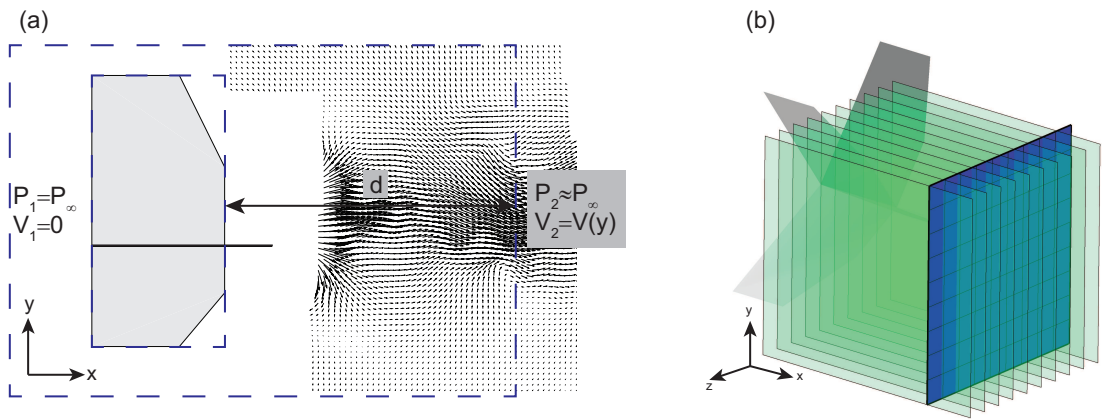 (a)
(b)
P₁=P∞
V₁=0
d
P₂≈P∞
V₂=V(y)
y
x
y
z
x